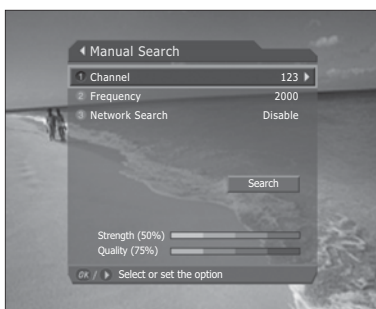 Manual Search
1 Channel 123
2 Frequency 2000
3 Network Search Disable
Search
Strength (50%)
Quality (75%)
OK / Select or set the option